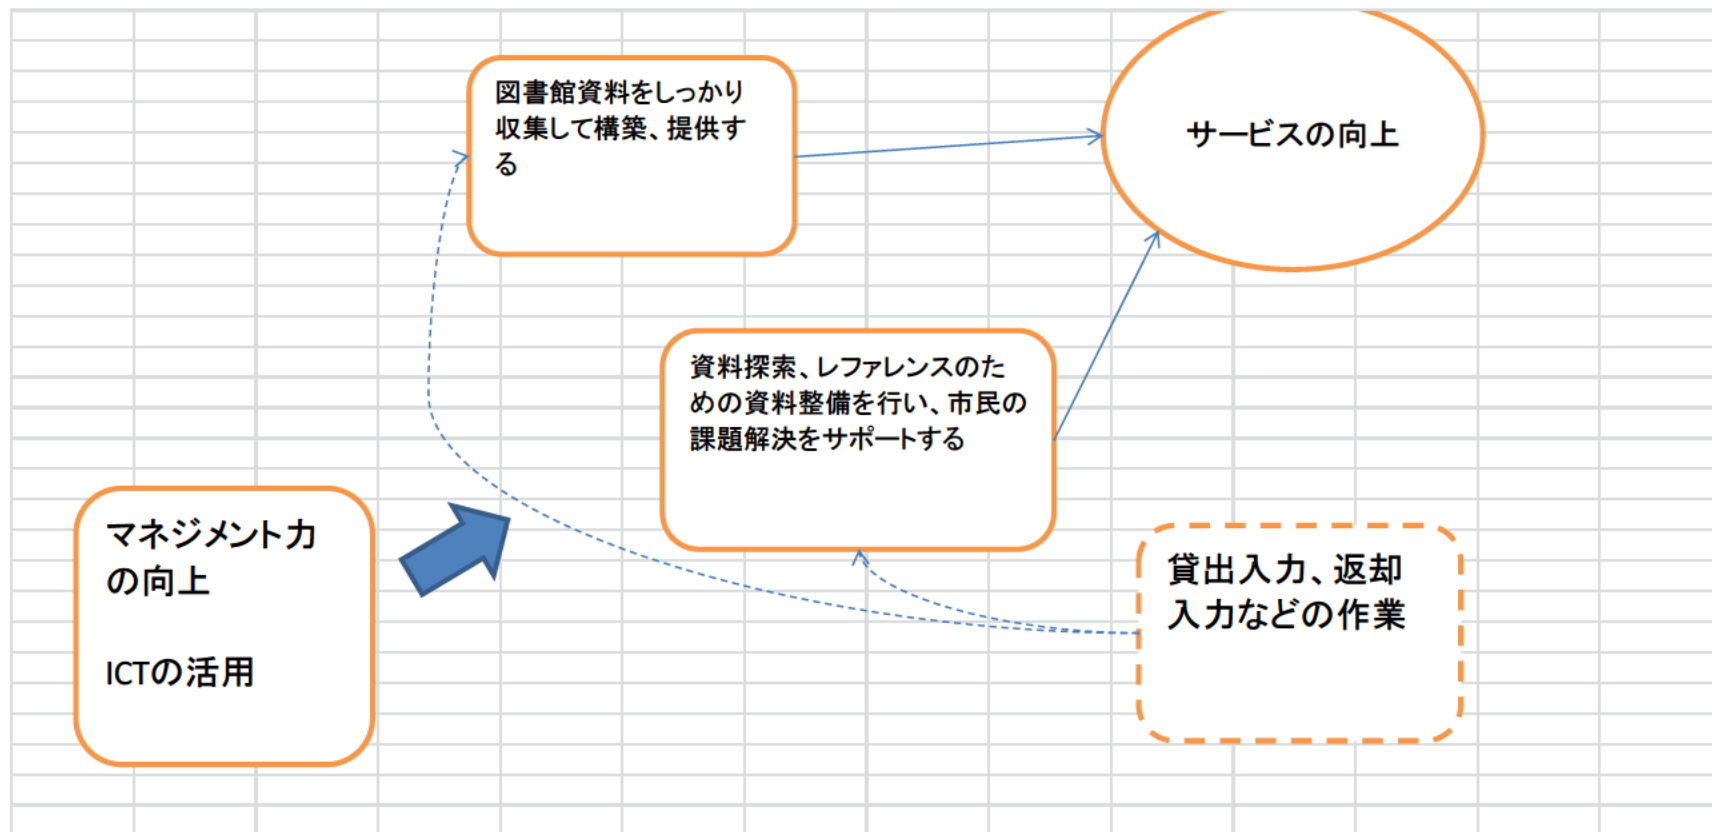 図書館資料をしっかり
収集して構築、提供す
る
サービスの向上
資料探索、レファレンスのた
めの資料整備を行い、市民の
課題解決をサポートする
マネジメント力
の向上
ICTの活用
貸出入力、返却
入力などの作業